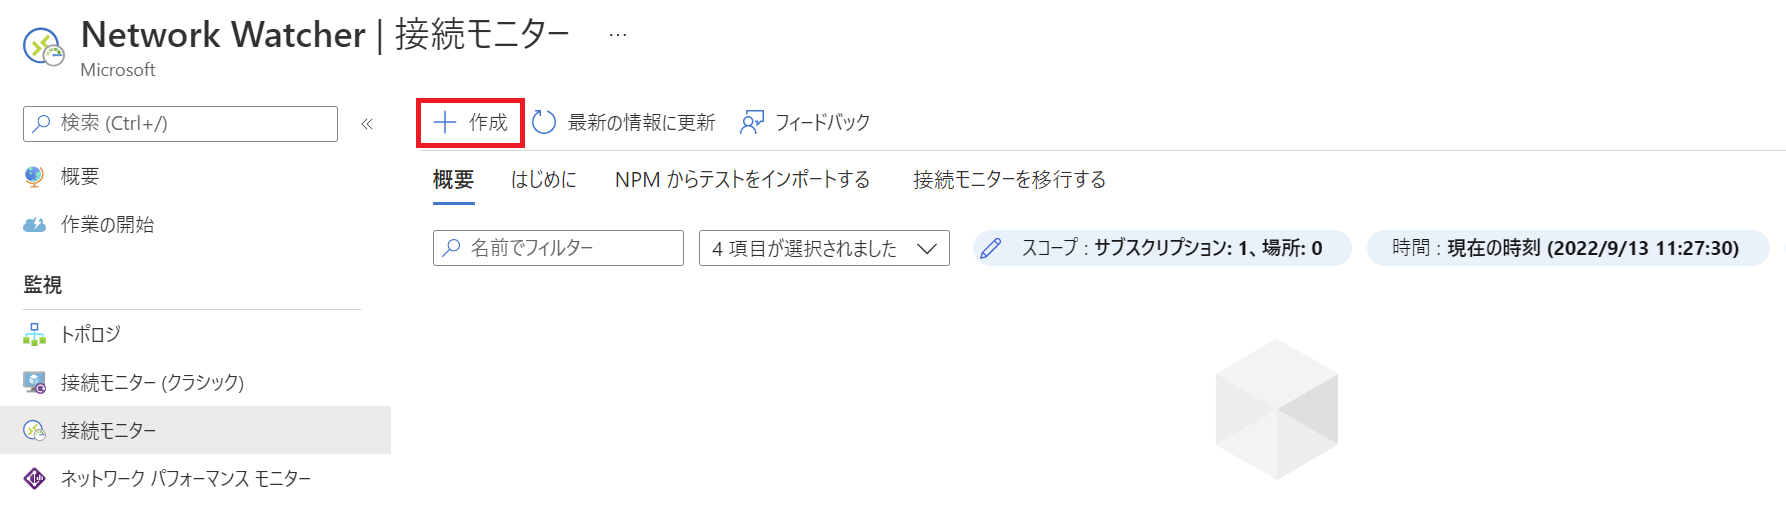 Network Watcher | 接続モニター ...
Microsoft
検索 (Ctrl+/) «
概要
作業の開始
監視
トポロジ
接続モニター (クラシック)
接続モニター
ネットワーク パフォーマンス モニター
作成 最新の情報に更新 フィードバック
概要 はじめに NPM からテストをインポートする 接続モニターを移行する
名前でフィルター 4 項目が選択されました スコープ : サブスクリプション: 1、場所: 0 時間 : 現在の時刻 (2022/9/13 11:27:30)